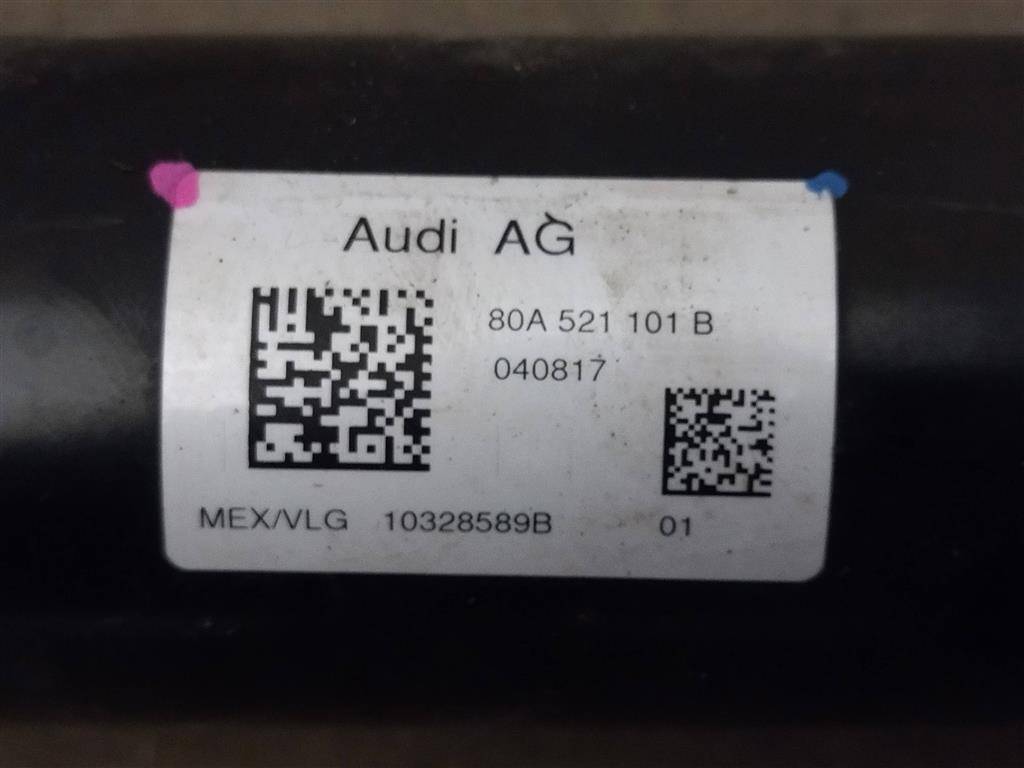 Audi AG
80A 521 101 B
040817
MEX/VLG 10328589B 01